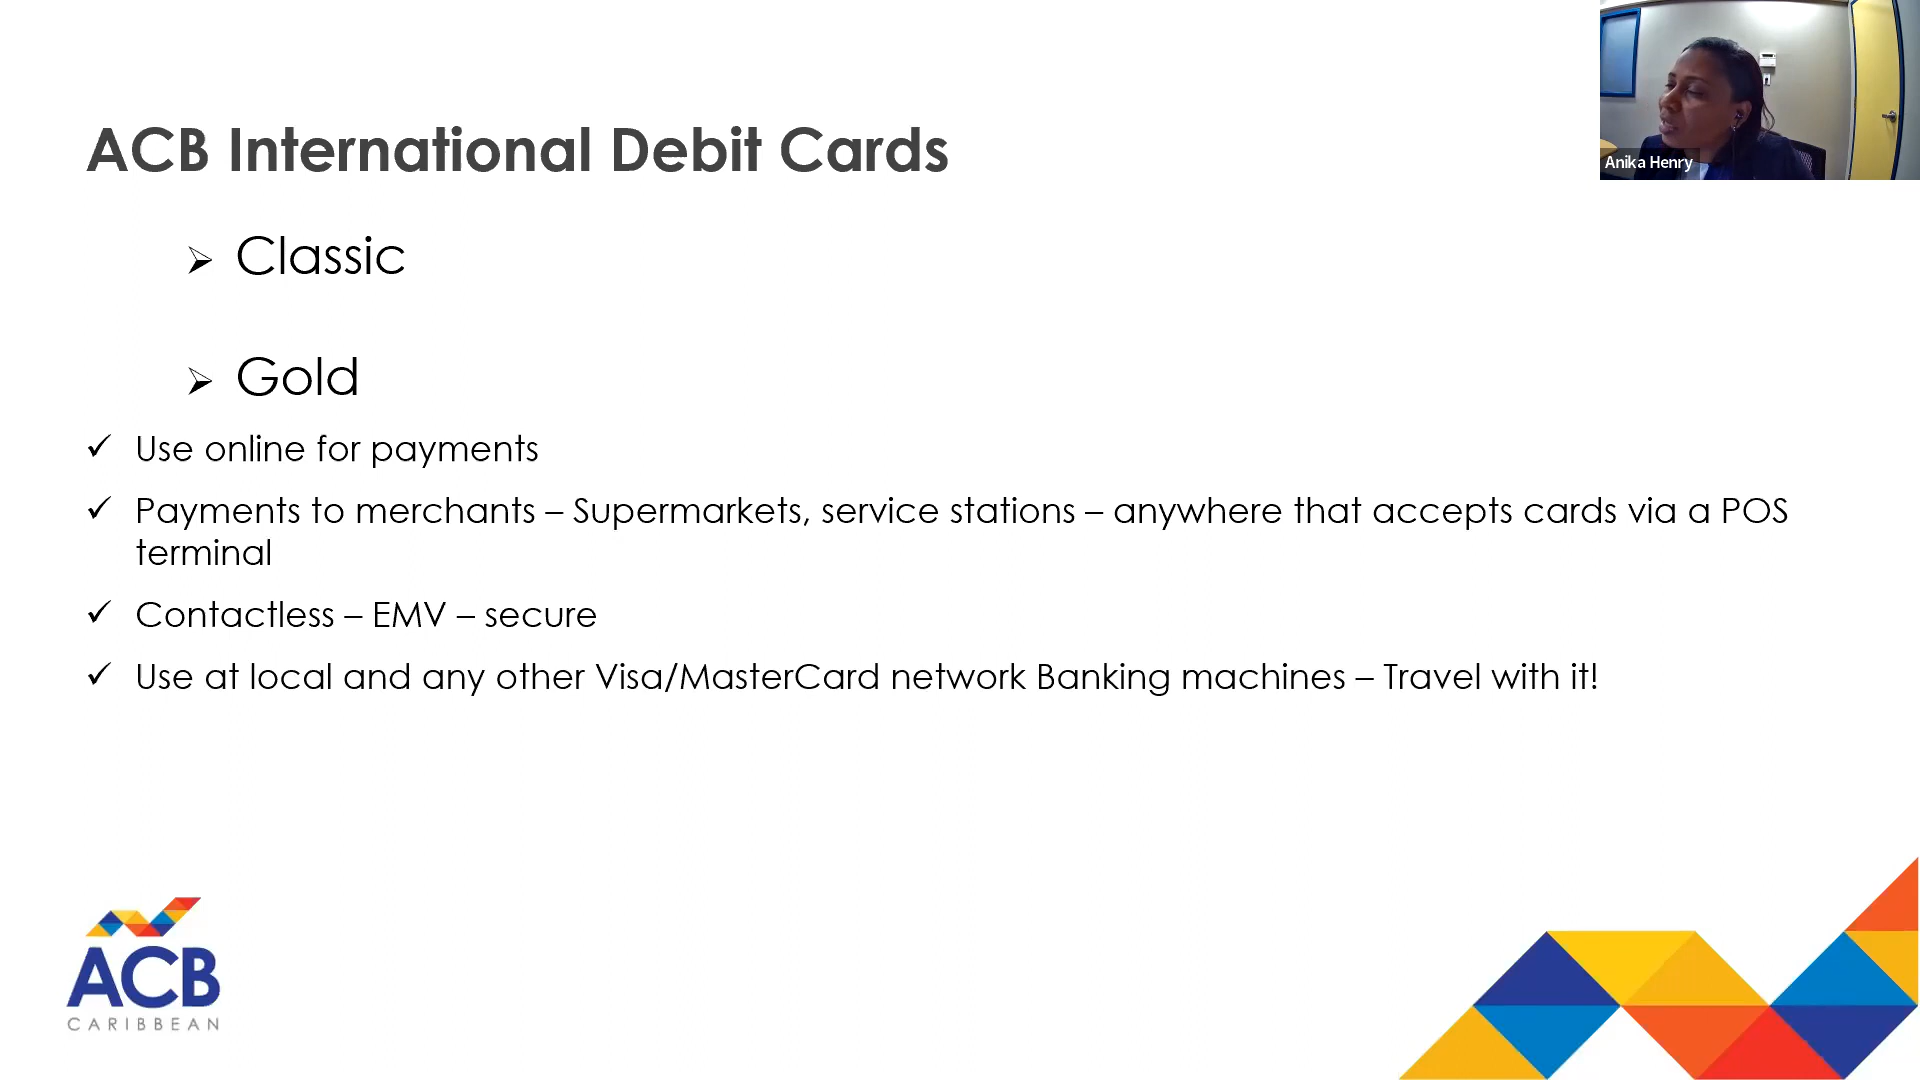 ACB International Debit Cards
Anika Henry
Classic
Gold
Use online for payments
Payments to merchants – Supermarkets, service stations – anywhere that accepts cards via a POS
terminal
Contactless – EMV – secure
Use at local and any other Visa/MasterCard network Banking machines – Travel with it!
ACB
CARIBBEAN